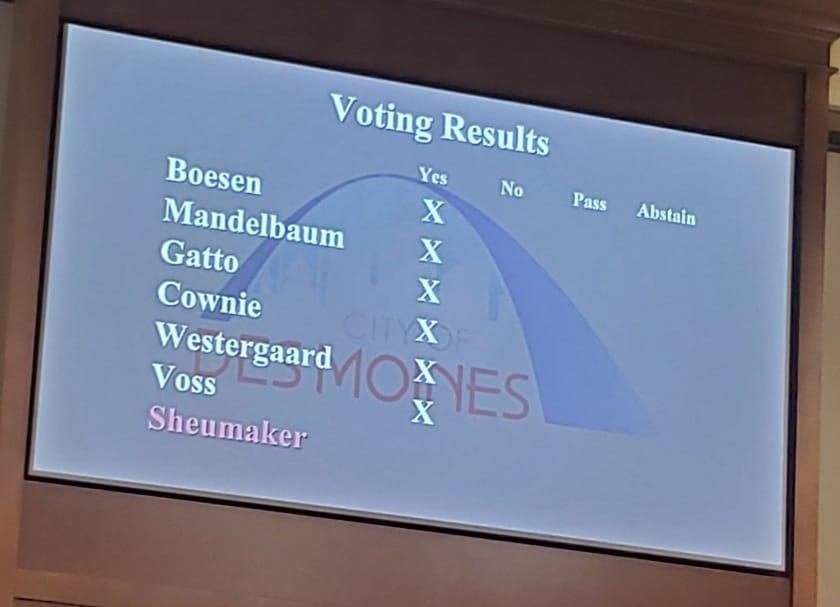 Voting Results
Yes No Pass Abstain
Boesen X
Mandelbaum X
Gatto X
Cownie X
Westergaard X
Voss X
Sheumaker
CITY OF
DES MOINES